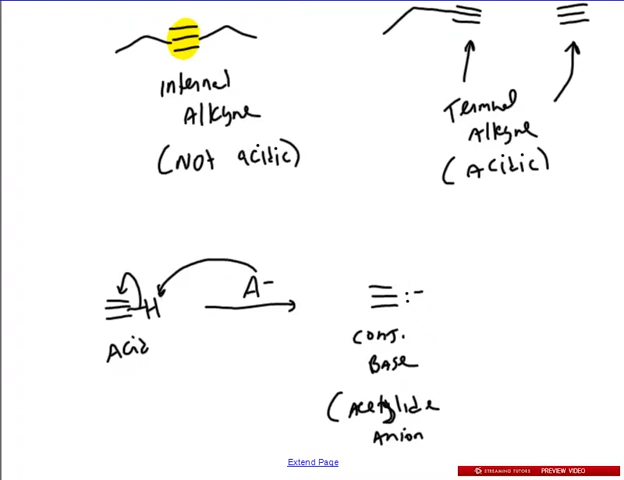 Internal
Alkyne
(Not acidic)
Terminal
Alkyne
(Acidic)
H
A-
:-
Acid
conj.
Base
(Acetylide
Anion
Extend Page
STREAMING TUTORS PREVIEW VIDEO